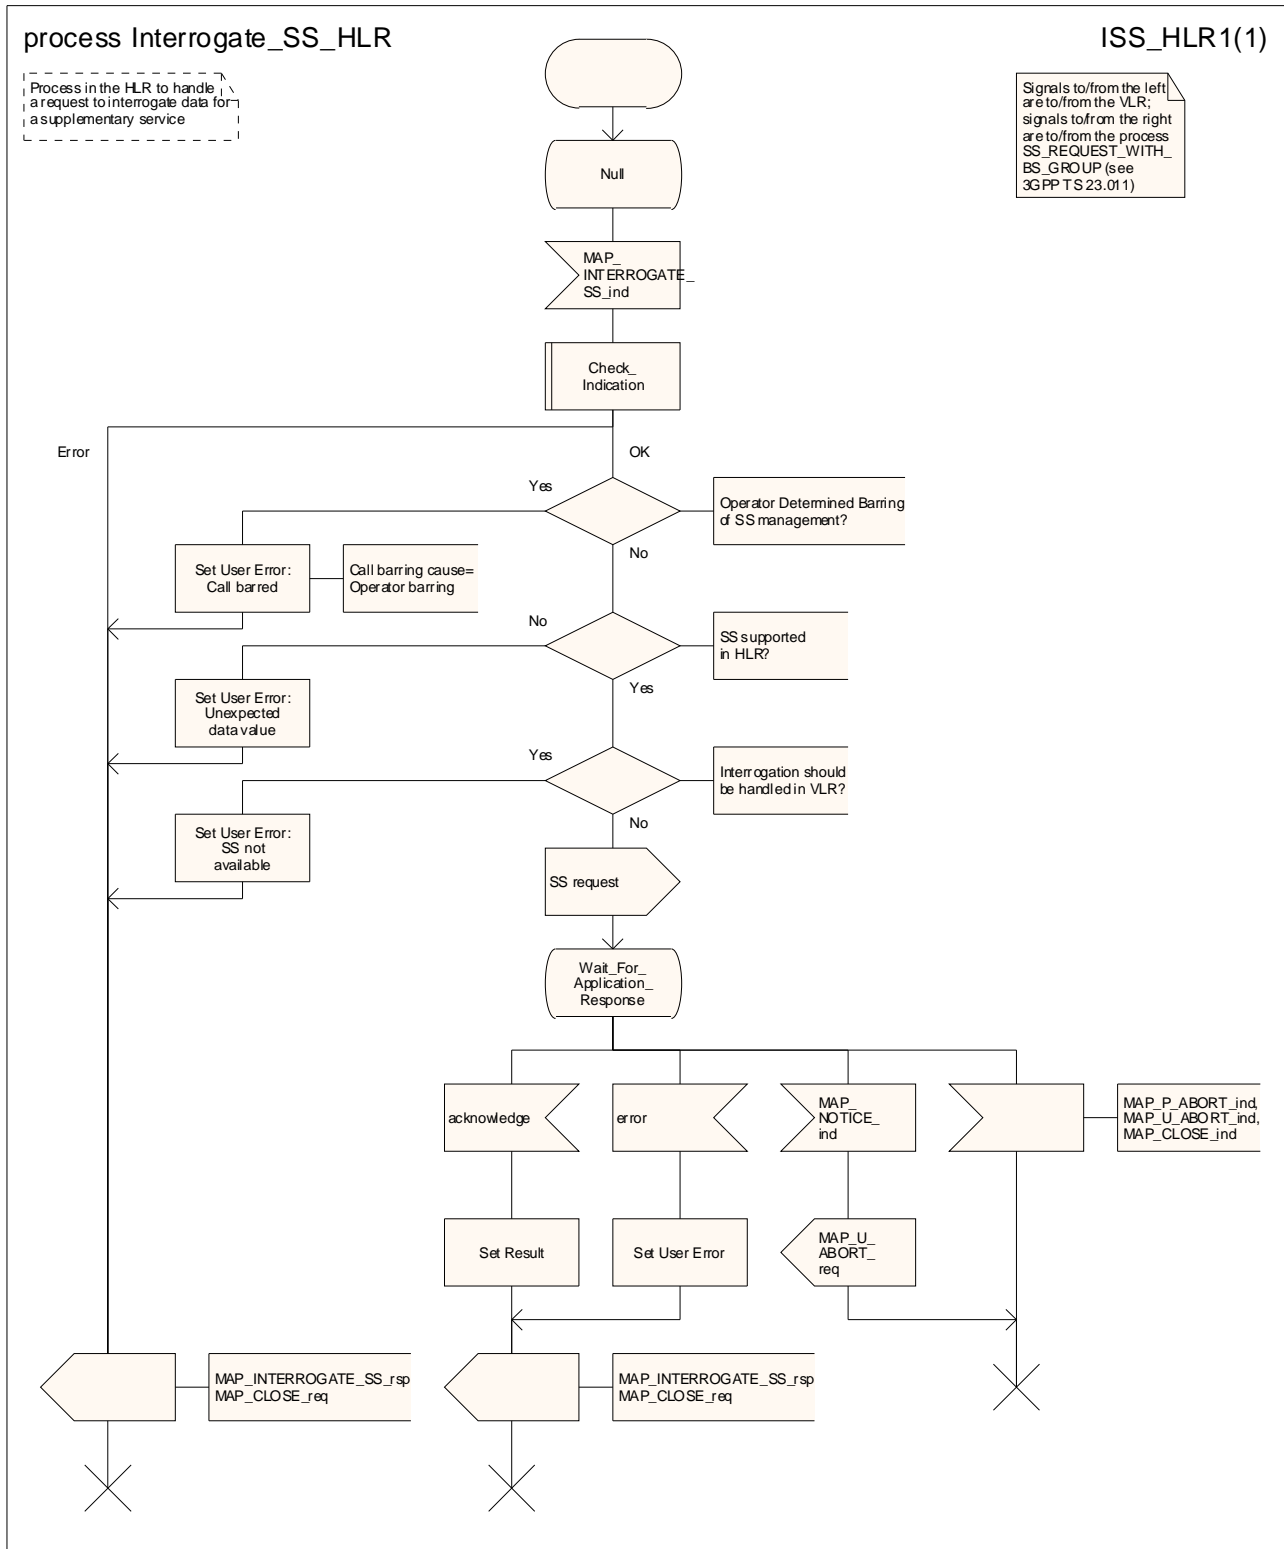 process Interrogate_SS_HLR
ISS_HLR1(1)
Process in the HLR to handle
a request to interrogate data for
a supplementary service
Signals to/from the left
are to/from the VLR;
signals to/from the right
are to/from the process
SS_REQUEST_WITH_
BS_GROUP (see
3GPP TS 23.011)
Null
MAP_
INTERROGATE_
SS_ind
Check_
Indication
Error
OK
Yes
Operator Determined Barring
of SS management?
No
Set User Error:
Call barred
Call barring cause=
Operator barring
No
SS supported
in HLR?
Yes
Set User Error:
Unexpected
data value
Yes
Interrogation should
be handled in VLR?
No
Set User Error:
SS not
available
SS request
Wait_For_
Application_
Response
acknowledge
error
MAP_
NOTICE_
ind
MAP_P_ABORT_ind,
MAP_U_ABORT_ind,
MAP_CLOSE_ind
Set Result
Set User Error
MAP_U_
ABORT_
req
MAP_INTERROGATE_SS_rsp
MAP_CLOSE_req
MAP_INTERROGATE_SS_rsp
MAP_CLOSE_req